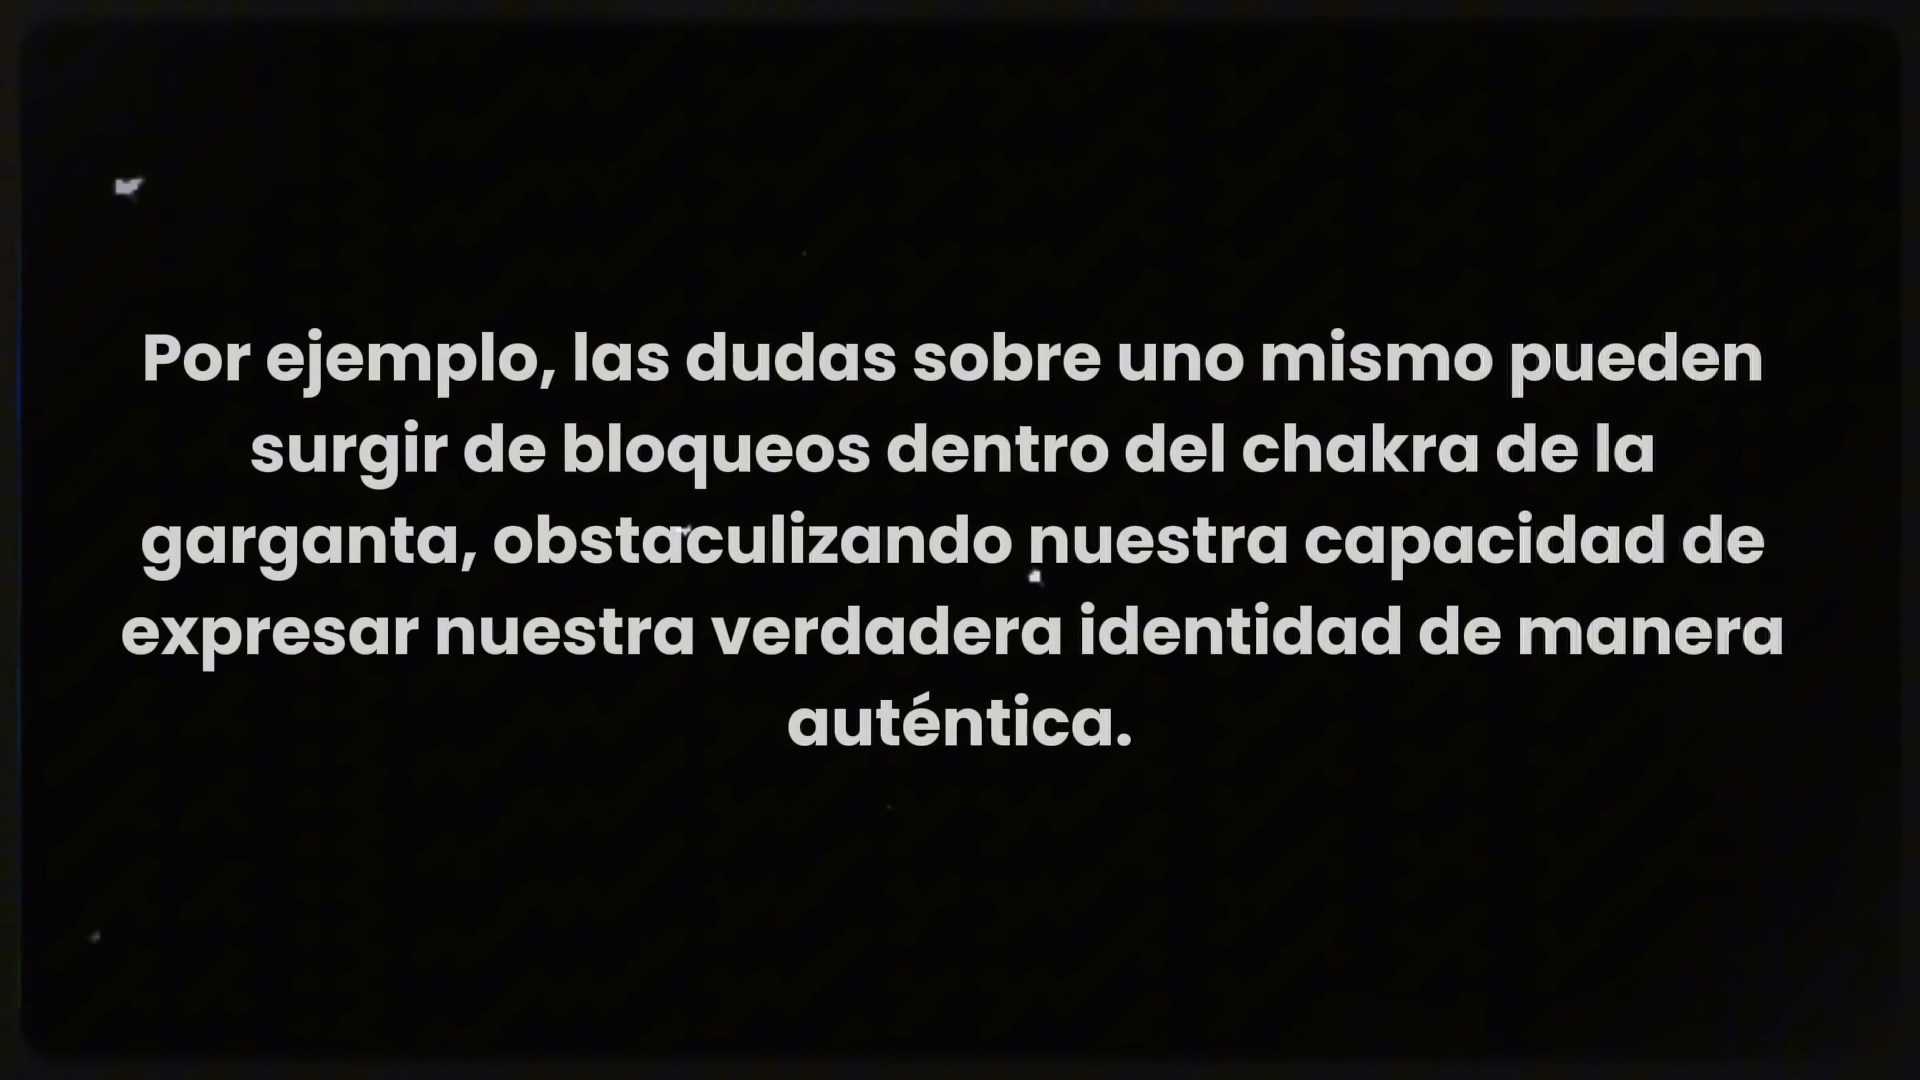 Por ejemplo, las dudas sobre uno mismo pueden
surgir de bloqueos dentro del chakra de la
garganta, obstaculizando nuestra capacidad de
expresar nuestra verdadera identidad de manera
auténtica.